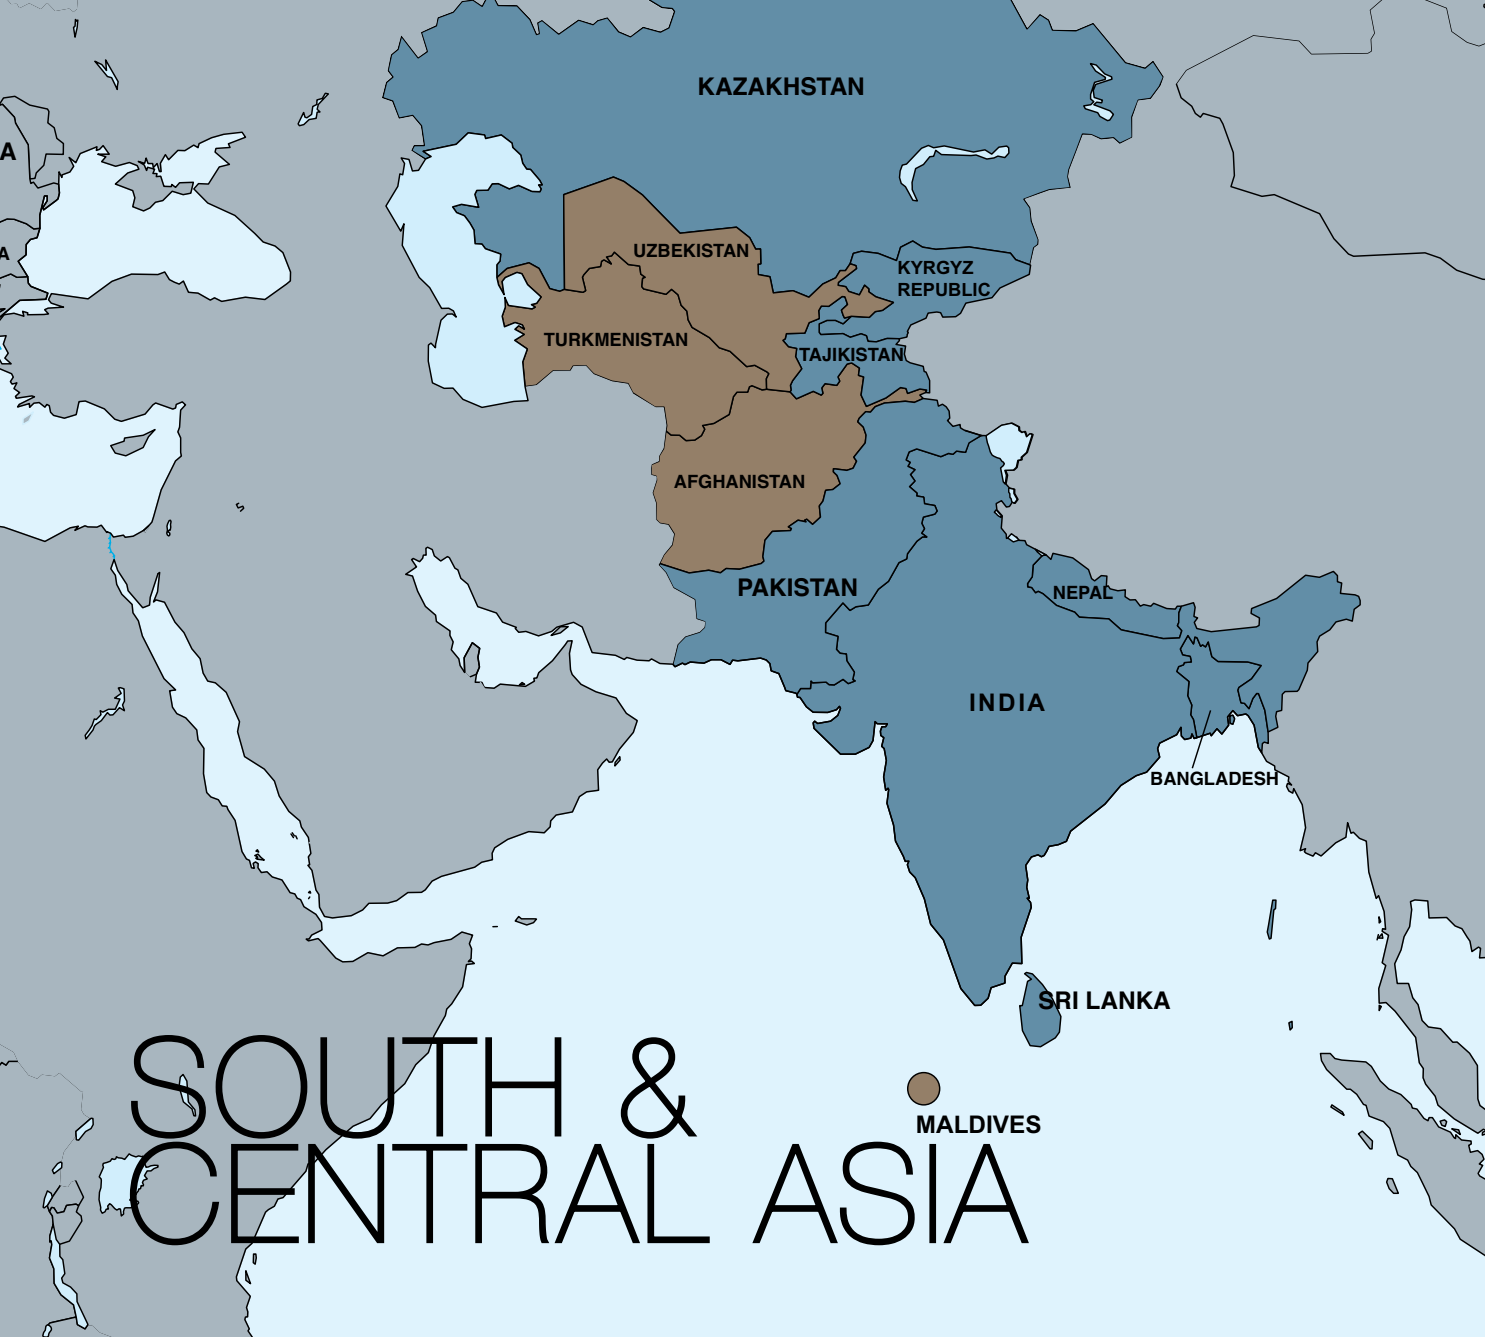 KAZAKHSTAN
A
UZBEKISTAN
A
KYRGYZ
REPUBLIC
TURKMENISTAN
TAJIKISTAN
AFGHANISTAN
PAKISTAN
NEPAL
INDIA
BANGLADESH
SRI LANKA
SOUTH &
MALDIVES
CENTRAL ASIA